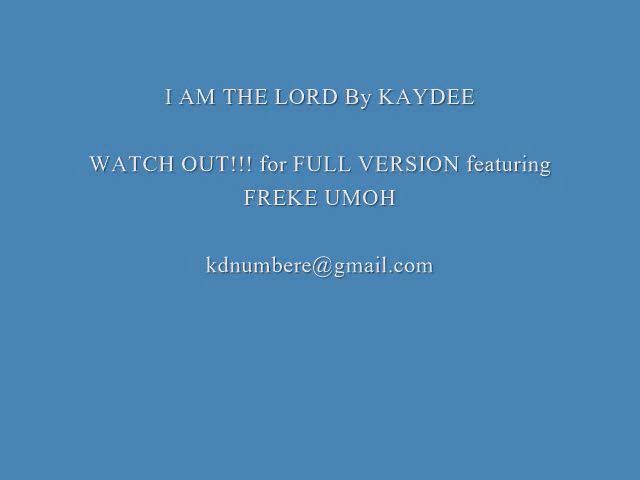 I AM THE LORD By KAYDEE
WATCH OUT!!! for FULL VERSION featuring
FREKE UMOH
kdnumbere@gmail.com